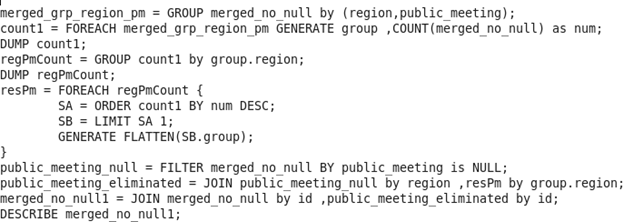 merged_grp_region_pm = GROUP merged_no_null by (region,public_meeting);
count1 = FOREACH merged_grp_region_pm GENERATE group ,COUNT(merged_no_null) as num;
DUMP count1;
regPmCount = GROUP count1 by group.region;
DUMP regPmCount;
resPm = FOREACH regPmCount {
        SA = ORDER count1 BY num DESC;
        SB = LIMIT SA 1;
        GENERATE FLATTEN(SB.group);
}
public_meeting_null = FILTER merged_no_null BY public_meeting is NULL;
public_meeting_eliminated = JOIN public_meeting_null by region ,resPm by group.region;
merged_no_null1 = JOIN merged_no_null by id ,public_meeting_eliminated by id;
DESCRIBE merged_no_null1;